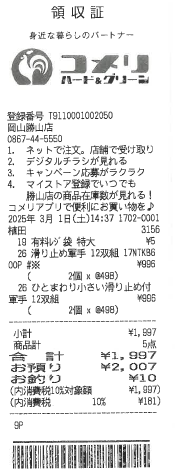 領収証
身近な暮らしのパートナー
コメリ
ハード&グリーン
登録番号 T9110001002050
岡山勝山店
0867-44-5550
1. ネットで注文。店舗で受け取り
2. デジタルチラシが見れる
3. キャンペーン応募がラクラク
4. マイストア登録でいつでも
勝山店の商品在庫数が見れる！
コメリアプリで便利にお買い物を♪
2025年 3月 1日(土)14:37 1702-0001
植田 3156
19 有料ﾚｼﾞ袋 特大 ¥5
26 滑り止め軍手 12双組 17NTKB6
00P #※ ¥996
( 2個 × @498)
26 ひとまわり小さい滑り止め付
軍手 12双組 ¥996
( 2個 × @498)
小計 ¥1,997
商品計 5点
合 計 ¥1,997
お預り ¥2,007
お釣り ¥10
(内消費税10%対象額 ¥1,997)
(内消費税 10% ¥181)
9P